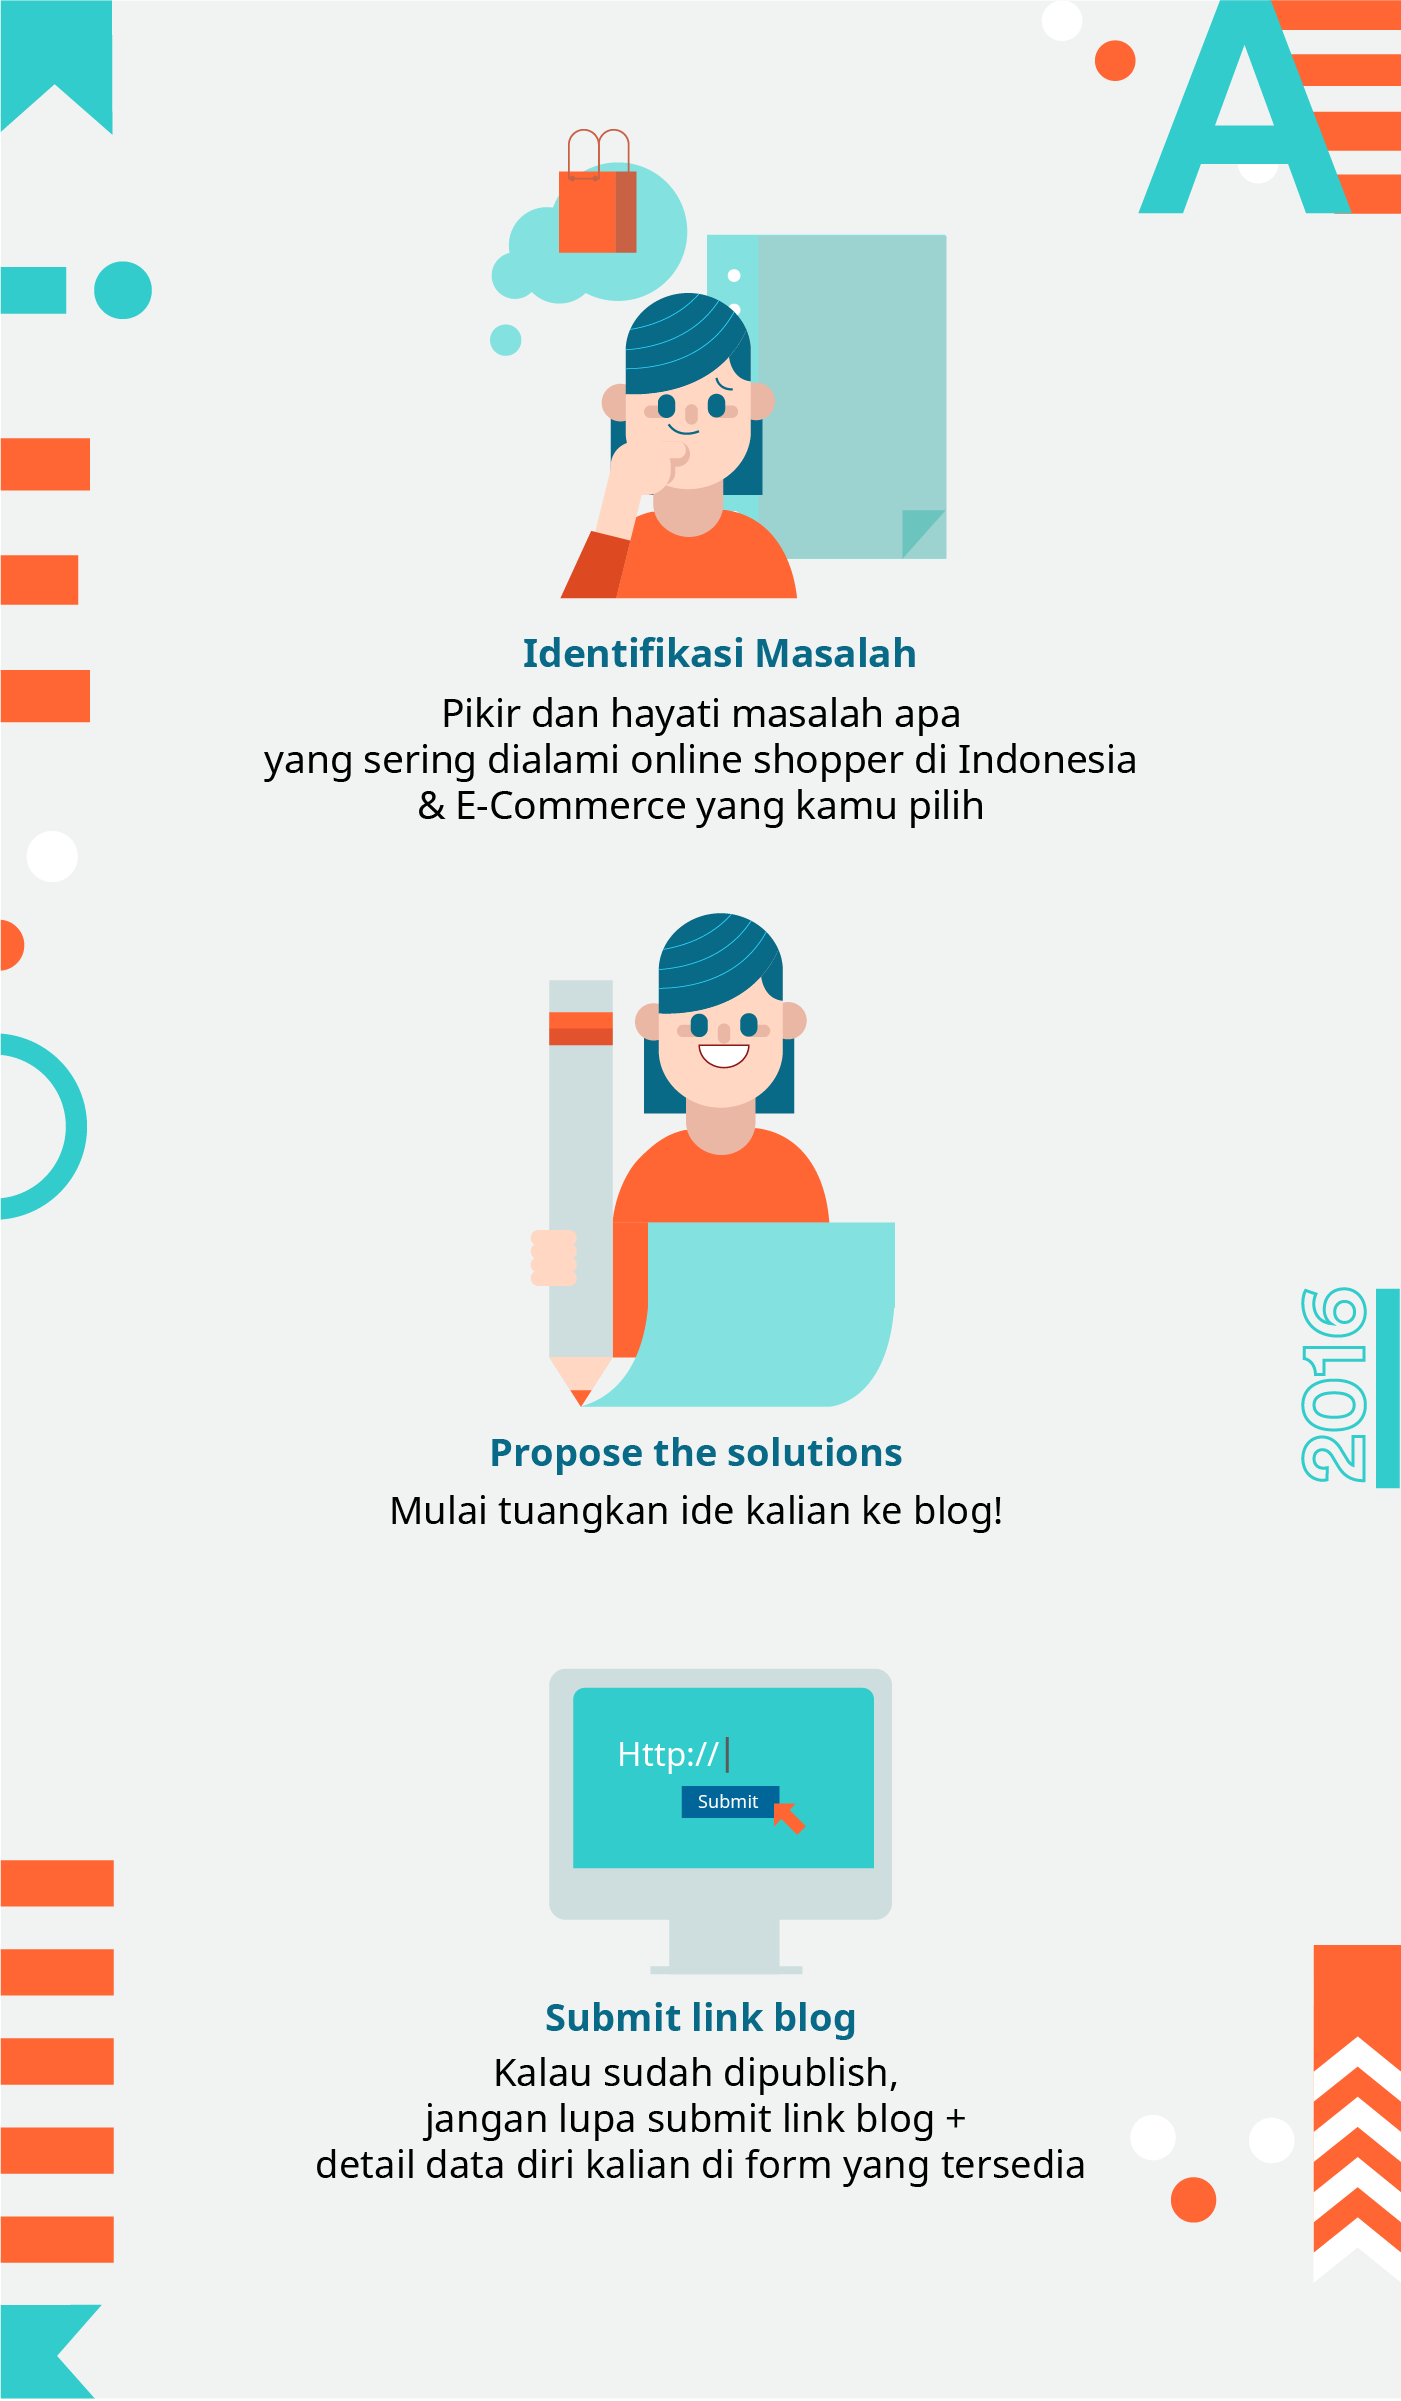 A
Identifikasi Masalah
Pikir dan hayati masalah apa
yang sering dialami online shopper di Indonesia
& E-Commerce yang kamu pilih
Propose the solutions
Mulai tuangkan ide kalian ke blog!
2016
Http://
Submit
Submit link blog
Kalau sudah dipublish,
jangan lupa submit link blog +
detail data diri kalian di form yang tersedia